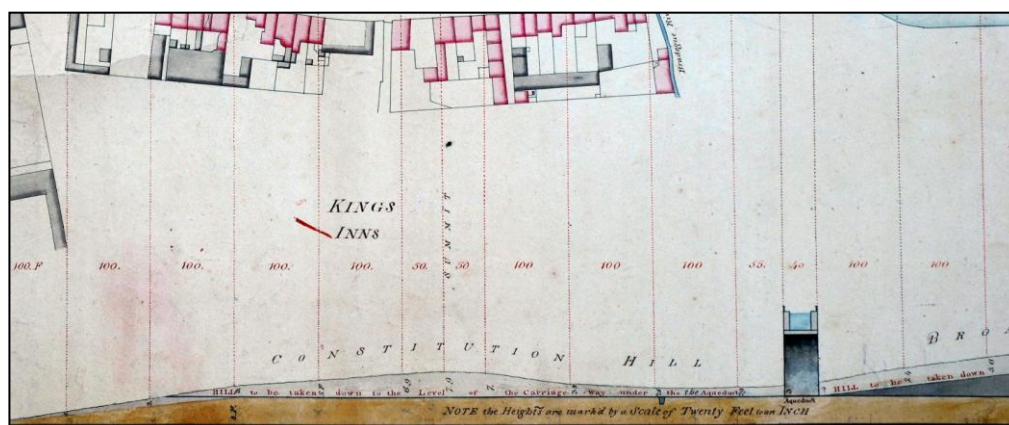 KINGS
INNS
SUMMIT
100.F 100. 100. 100. 100. 50. 50 100 100 100 55. 40 100 100
CONSTITUTION HILL
BRO
HILL to be taken down to the Level of the Carriage Way under the Aqueduct
Aqueduct
? HILL to be taken down
NOTE the Heights are mark'd by a Scale of Twenty Feet to an INCH